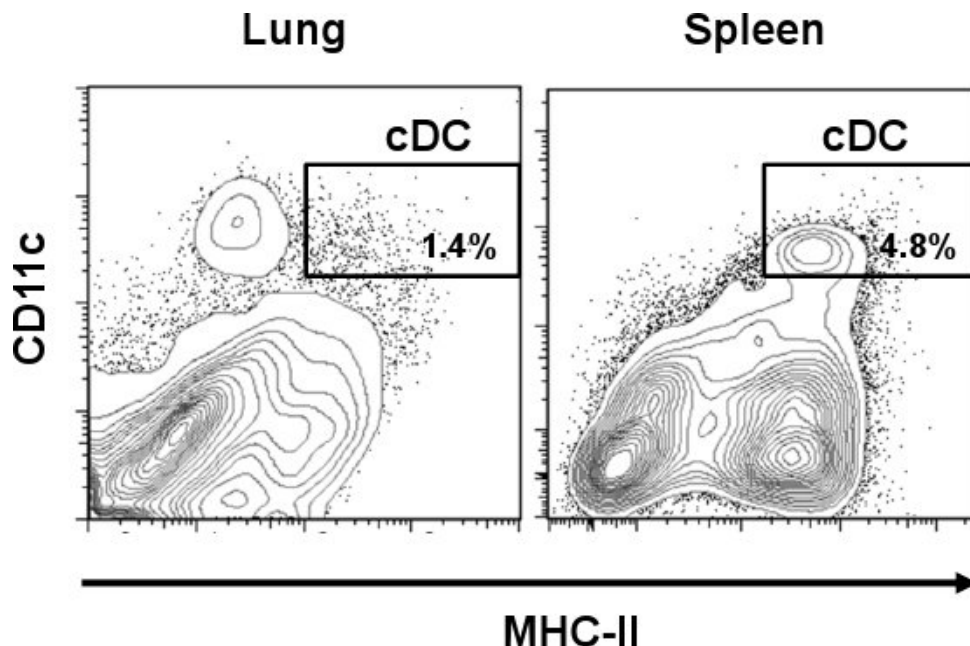 Lung
Spleen
cDC
1.4%
cDC
4.8%
CD11c
MHC-II